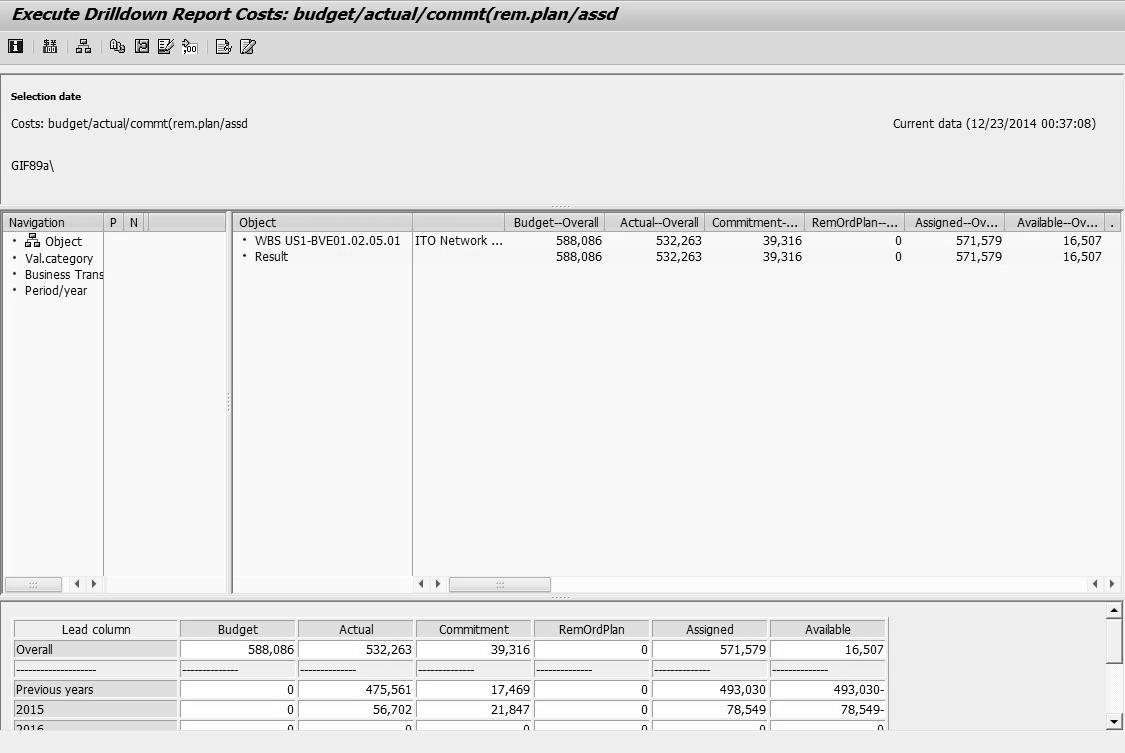 Execute Drilldown Report Costs: budget/actual/commt(rem.plan/assd
Selection date
Costs: budget/actual/commt(rem.plan/assd Current data (12/23/2014 00:37:08)
GIF89a\
Navigation P N Object Budget--Overall Actual--Overall Commitment-... RemOrdPlan--... Assigned--Ov... Available--Ov... .
Object WBS US1-BVE01.02.05.01 ITO Network ... 588,086 532,263 39,316 0 571,579 16,507
Val.category Result 588,086 532,263 39,316 0 571,579 16,507
Business Trans
Period/year
Lead column Budget Actual Commitment RemOrdPlan Assigned Available
Overall 588,086 532,263 39,316 0 571,579 16,507
-------------------- -------------- -------------- -------------- -------------- -------------- --------------
Previous years 0 475,561 17,469 0 493,030 493,030-
2015 0 56,702 21,847 0 78,549 78,549-
2016 0 0 0 0 0 0